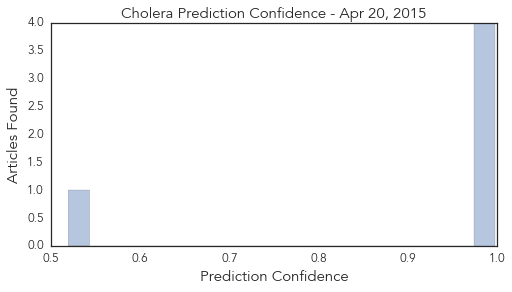 Cholera Prediction Confidence - Apr 20, 2015
Articles Found
4.0
3.5
3.0
2.5
2.0
1.5
1.0
0.5
0.0
0.5 0.6 0.7 0.8 0.9 1.0
Prediction Confidence